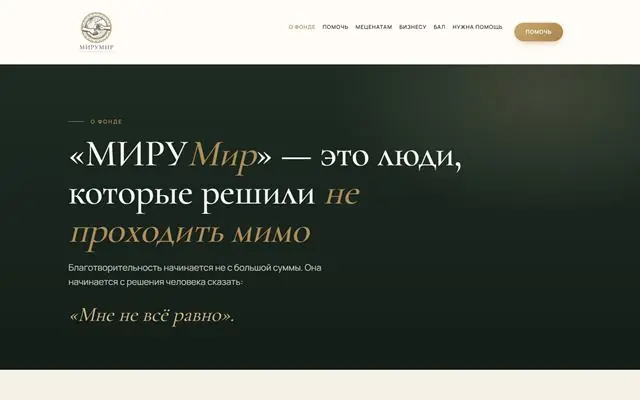 МИРУМИР
О ФОНДЕ ПОМОЧЬ МЕЦЕНАТАМ БИЗНЕСУ БАЛ НУЖНА ПОМОЩЬ
ПОМОЧЬ
О ФОНДЕ
«МИРУМир» — это люди,
которые решили не
проходить мимо
Благотворительность начинается не с большой суммы. Она
начинается с решения человека сказать:
«Мне не всё равно».